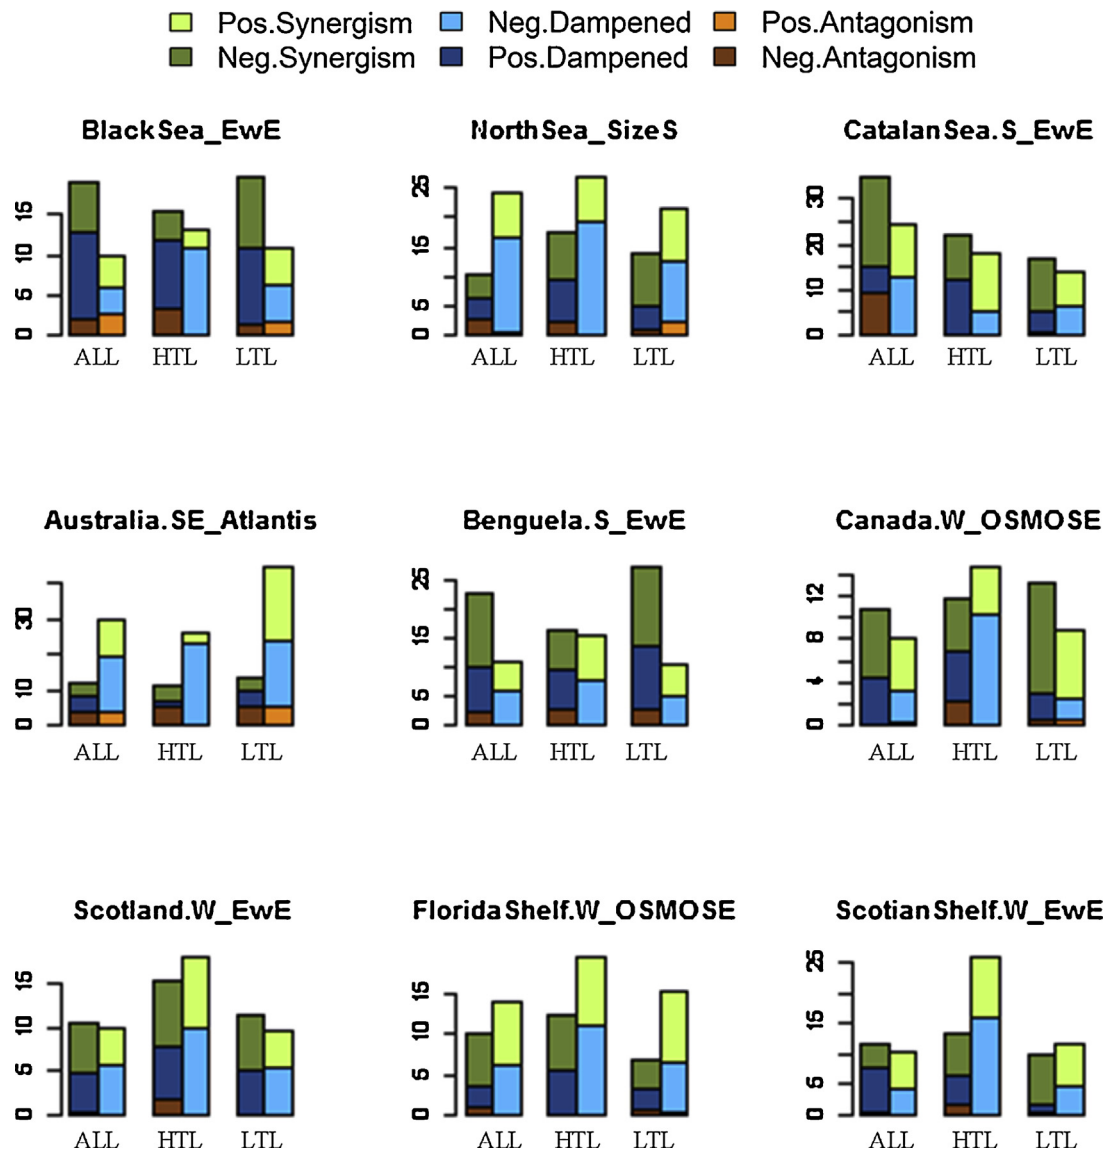 Pos.Synergism Neg.Dampened Pos.Antagonism
Neg.Synergism Pos.Dampened Neg.Antagonism
BlackSea_EwE NorthSea_SizeS CatalanSea.S_EwE
15
10
5
0
ALL HTL LTL
25
15
5
0
ALL HTL LTL
30
20
10
0
ALL HTL LTL
Australia.SE_Atlantis Benguela.S_EwE Canada.W_OSMOSE
30
10
0
ALL HTL LTL
25
15
5
0
ALL HTL LTL
12
8
4
0
ALL HTL LTL
Scotland.W_EwE FloridaShelf.W_OSMOSE ScotianShelf.W_EwE
15
10
5
0
ALL HTL LTL
15
10
5
0
ALL HTL LTL
25
15
5
0
ALL HTL LTL